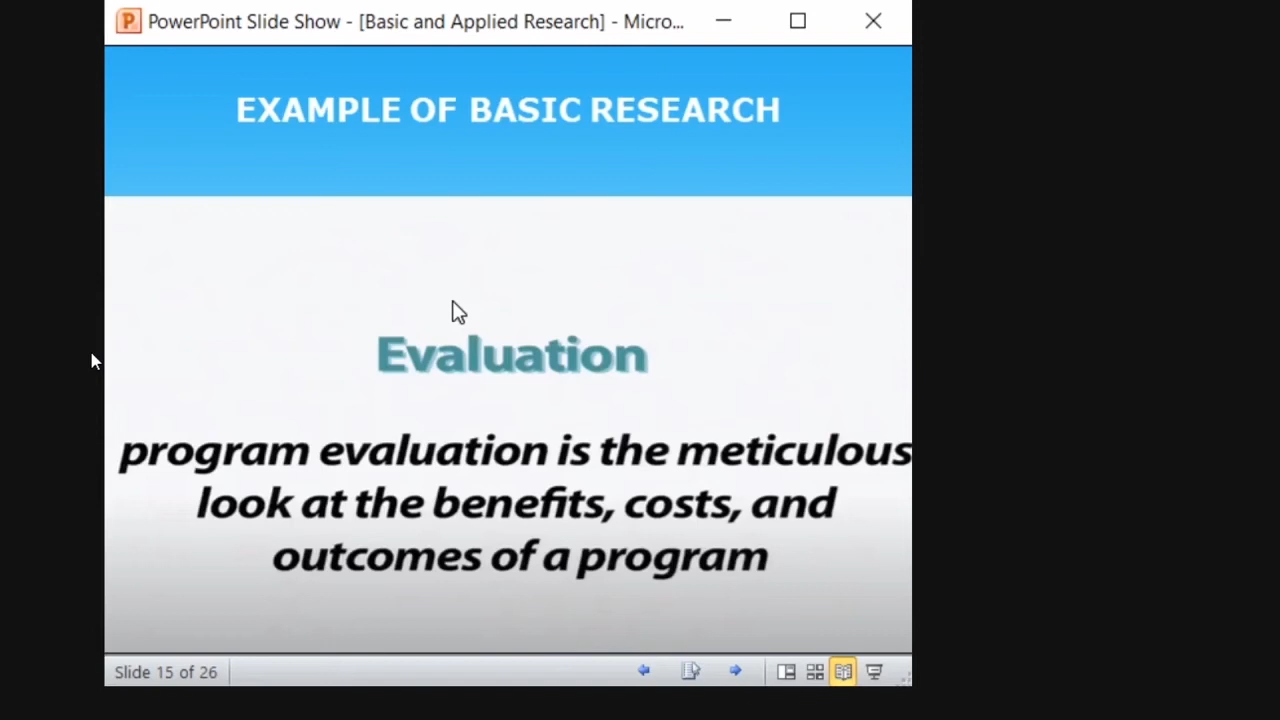 PowerPoint Slide Show - [Basic and Applied Research] - Micro...
EXAMPLE OF BASIC RESEARCH
Evaluation
program evaluation is the meticulous
look at the benefits, costs, and
outcomes of a program
Slide 15 of 26